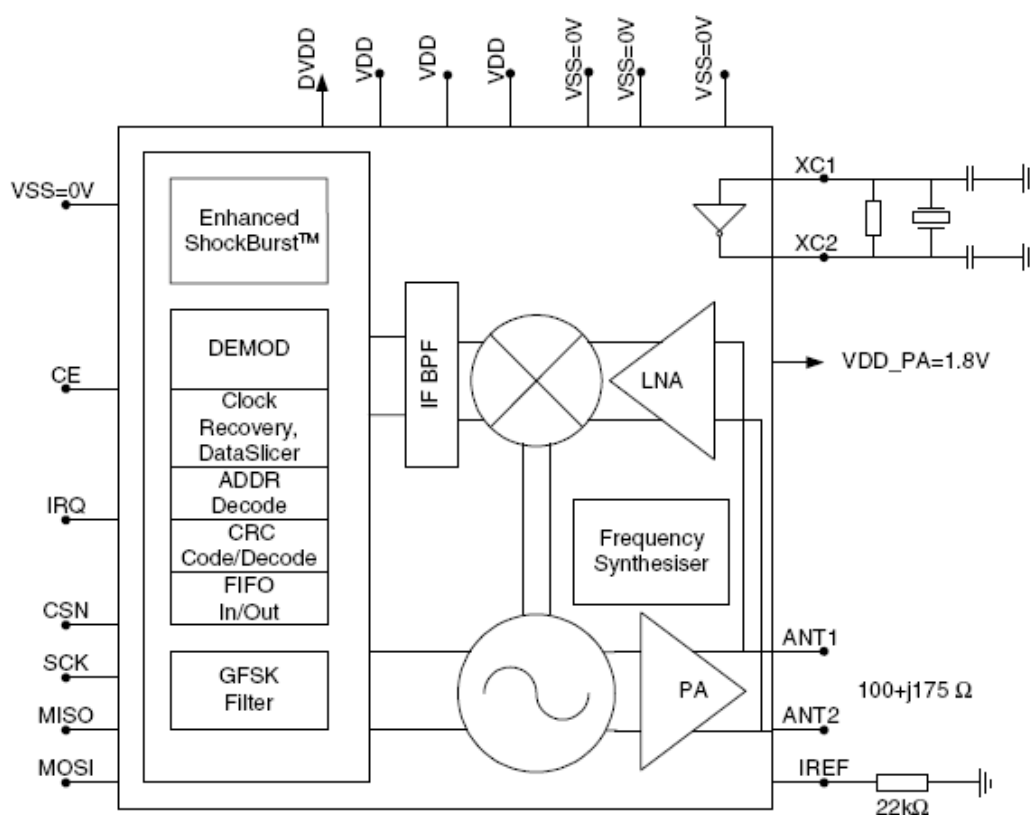 DVDD
VDD
VDD
VDD
VSS=0V
VSS=0V
VSS=0V
VSS=0V
CE
IRQ
CSN
SCK
MISO
MOSI
Enhanced
ShockBurst™
DEMOD
Clock
Recovery,
DataSlicer
ADDR
Decode
CRC
Code/Decode
FIFO
In/Out
GFSK
Filter
IF BPF
LNA
Frequency
Synthesiser
PA
XC1
XC2
VDD_PA=1.8V
ANT1
100+j175 Ω
ANT2
IREF
22kΩ